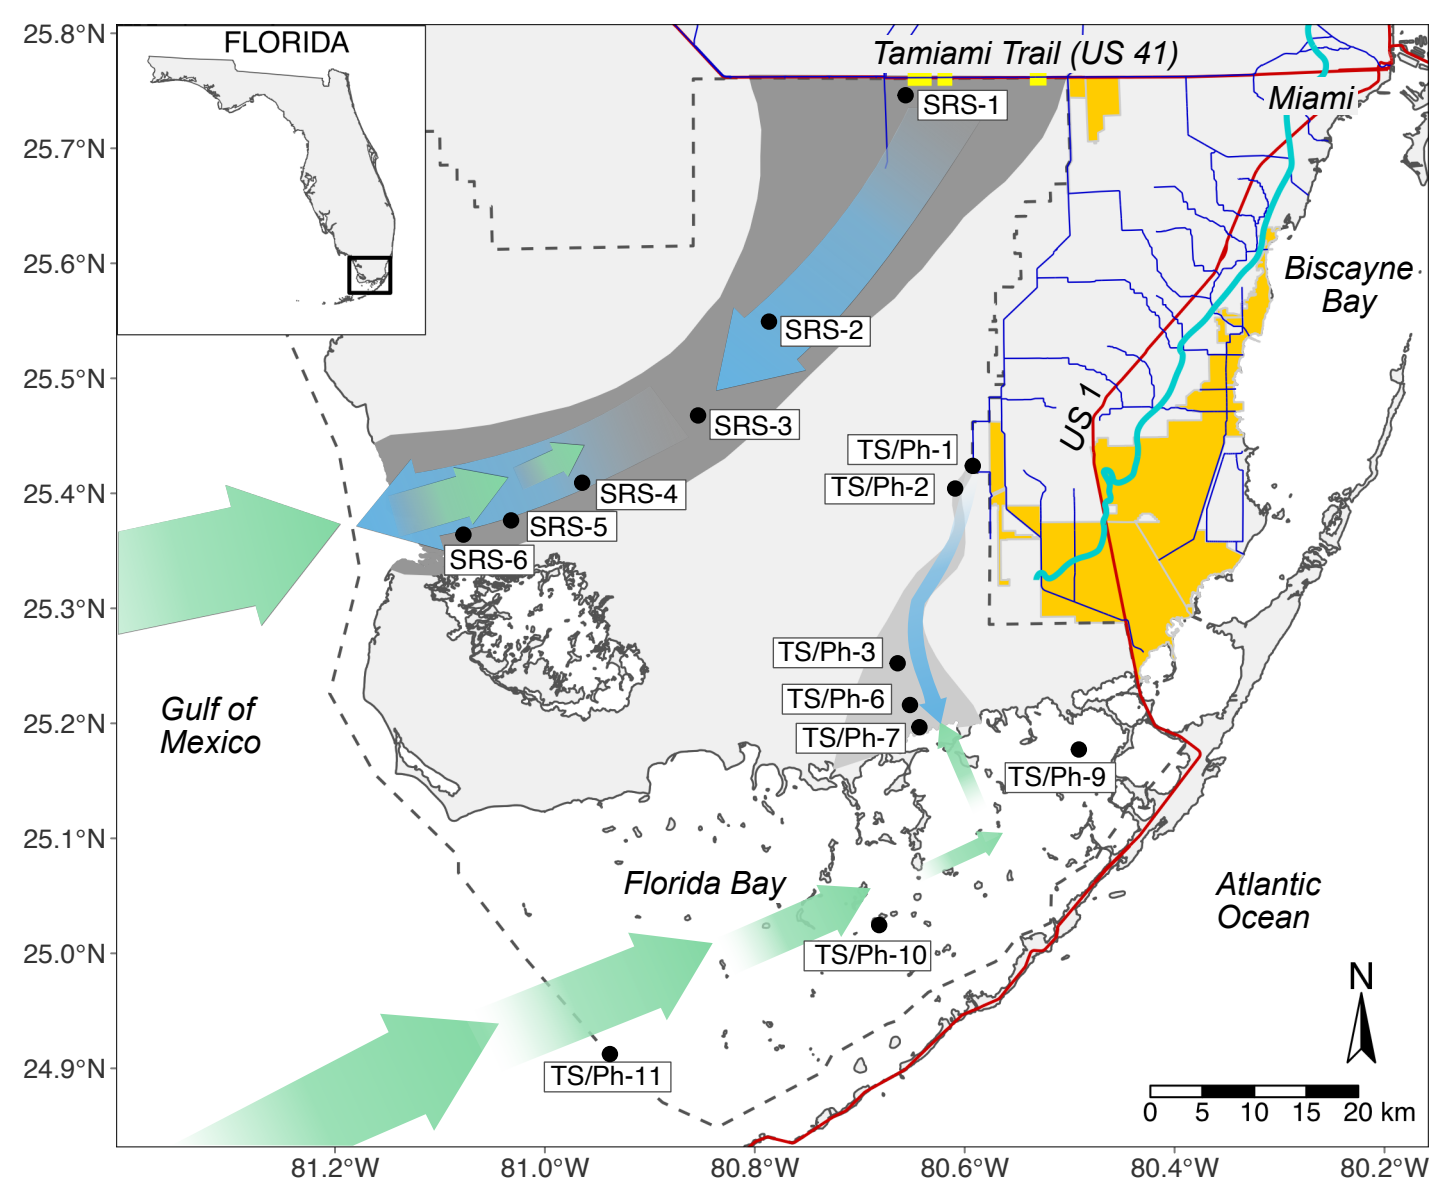 25.8°N
25.7°N
25.6°N
25.5°N
25.4°N
25.3°N
25.2°N
25.1°N
25.0°N
24.9°N
FLORIDA
Tamiami Trail (US 41)
SRS-1
Miami
Biscayne
Bay
SRS-2
US 1
SRS-3
TS/Ph-1
TS/Ph-2
SRS-4
SRS-5
SRS-6
TS/Ph-3
TS/Ph-6
TS/Ph-7
Gulf of
Mexico
TS/Ph-9
Florida Bay
Atlantic
Ocean
TS/Ph-10
TS/Ph-11
N
0 5 10 15 20 km
81.2°W 81.0°W 80.8°W 80.6°W 80.4°W 80.2°W